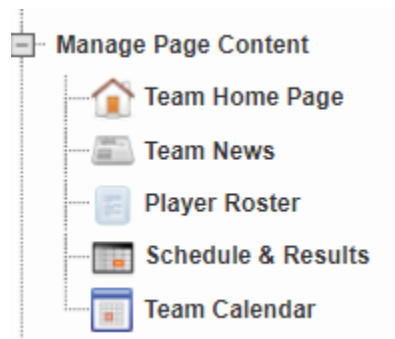 Manage Page Content
Team Home Page
Team News
Player Roster
Schedule & Results
Team Calendar